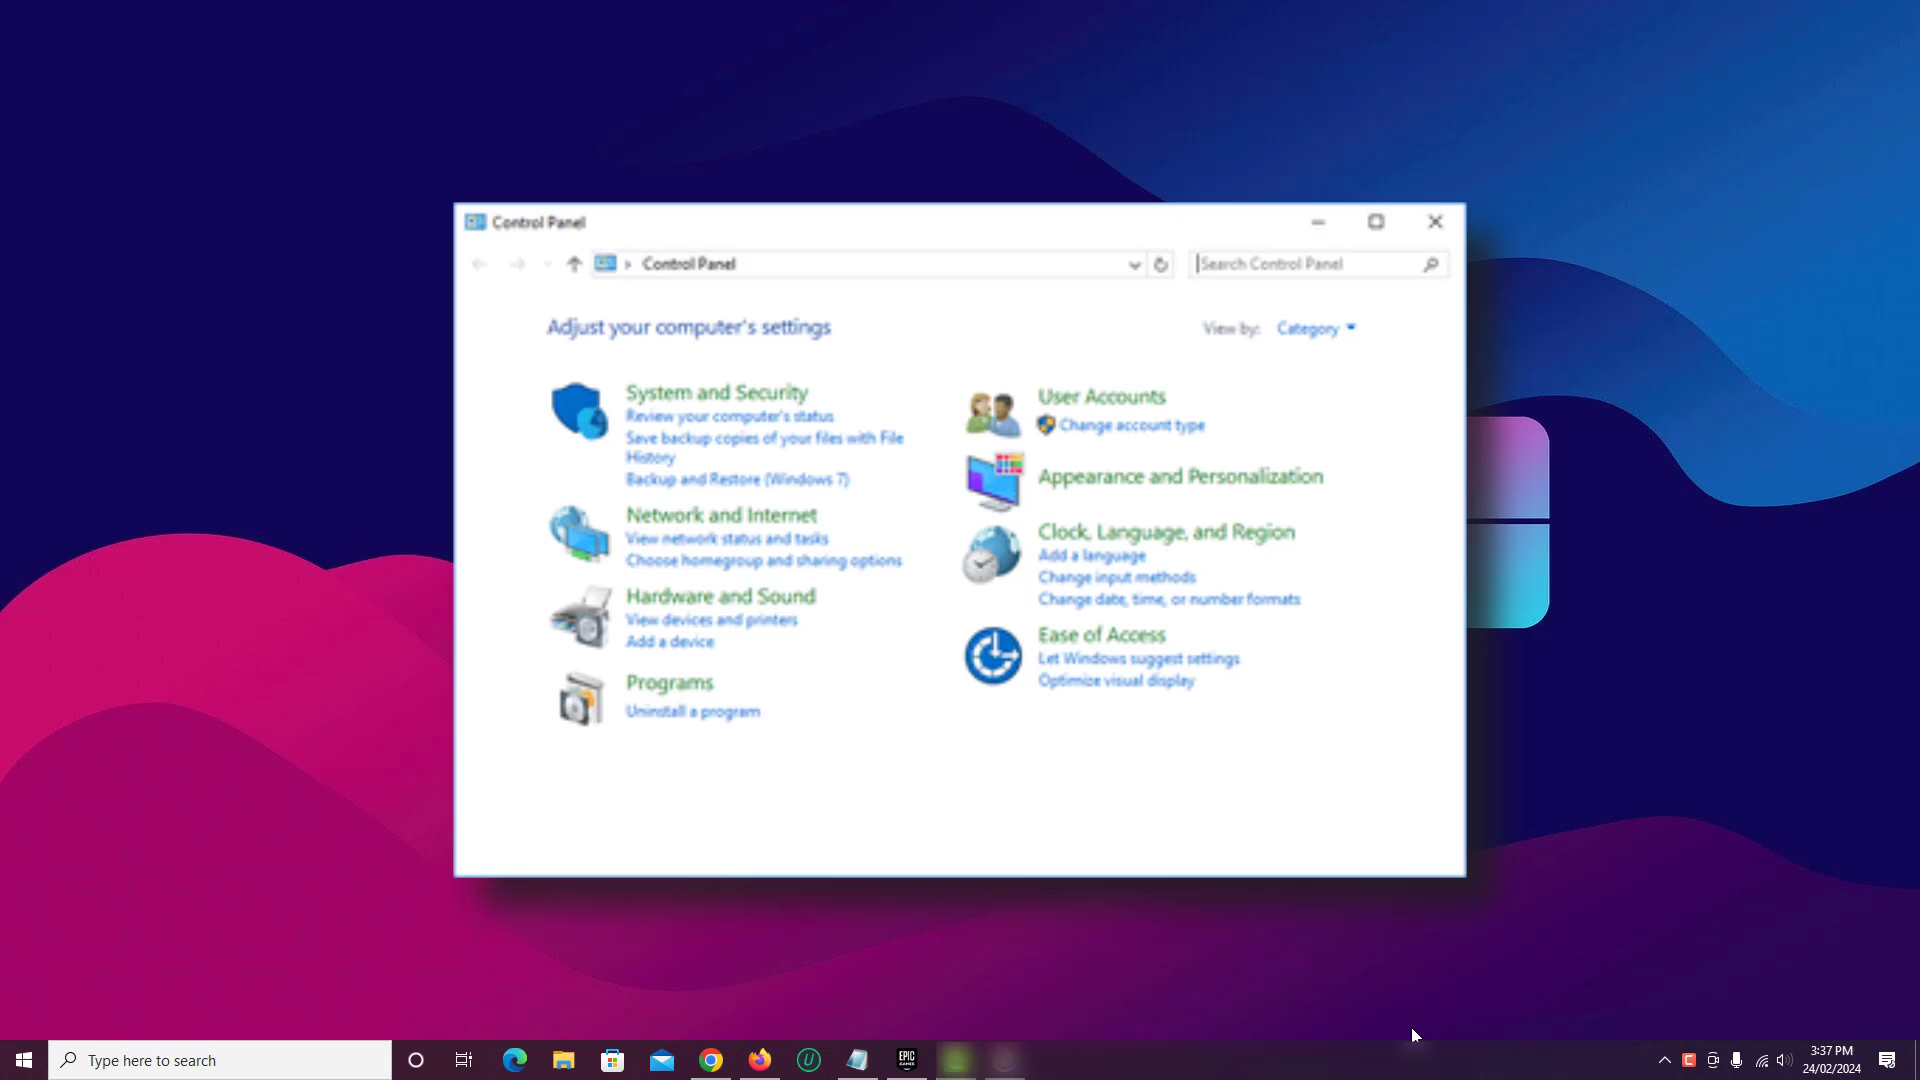 Control Panel
Control Panel
Search Control Panel
Adjust your computer's settings
View by: Category
System and Security
Review your computer's status
Save backup copies of your files with File
History
Backup and Restore (Windows 7)
Network and Internet
View network status and tasks
Choose homegroup and sharing options
Hardware and Sound
View devices and printers
Add a device
Programs
Uninstall a program
User Accounts
Change account type
Appearance and Personalization
Clock, Language, and Region
Add a language
Change input methods
Change date, time, or number formats
Ease of Access
Let Windows suggest settings
Optimize visual display
Type here to search
EPIC
GAMES
3:37 PM
24/02/2024